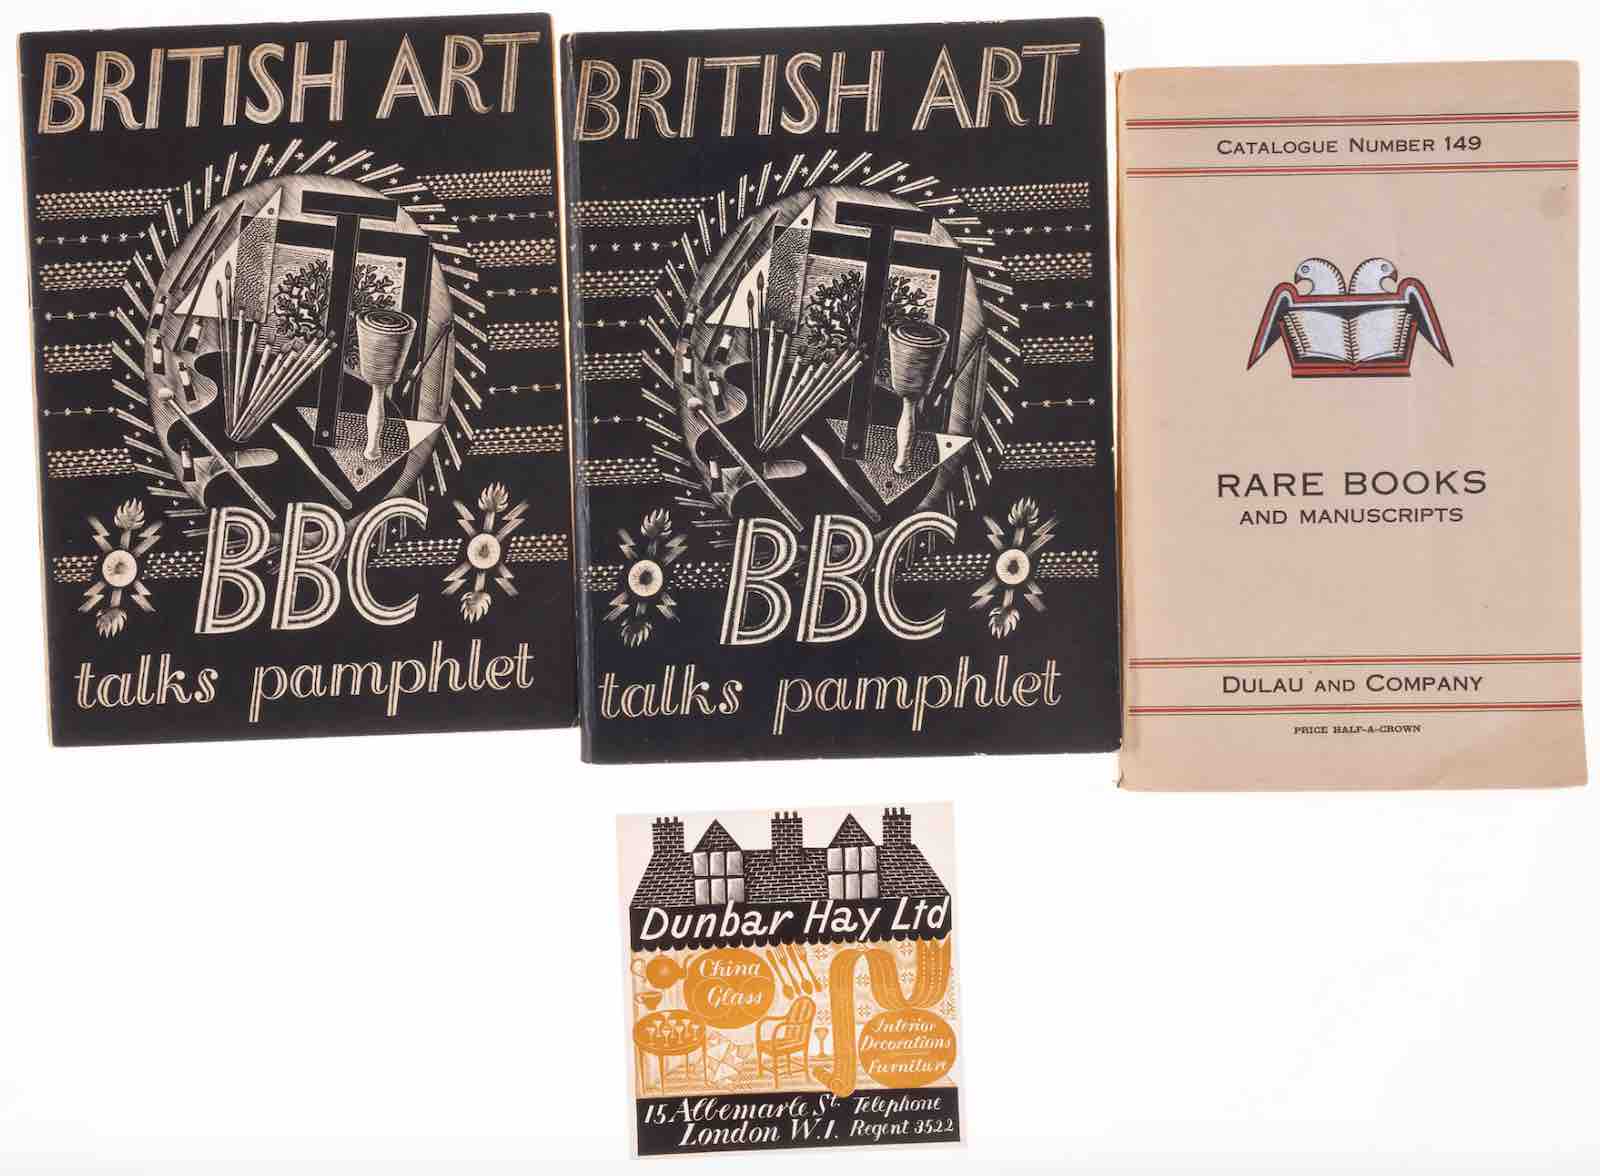 BRITISH ART
BBC
talks pamphlet
BRITISH ART
BBC
talks pamphlet
CATALOGUE NUMBER 149
RARE BOOKS
AND MANUSCRIPTS
DULAU AND COMPANY
PRICE HALF-A-CROWN
Dunbar Hay Ltd
China
Glass
Interior
Decorations
Furniture
15 Albemarle St. Telephone
London W.1. Regent 3522